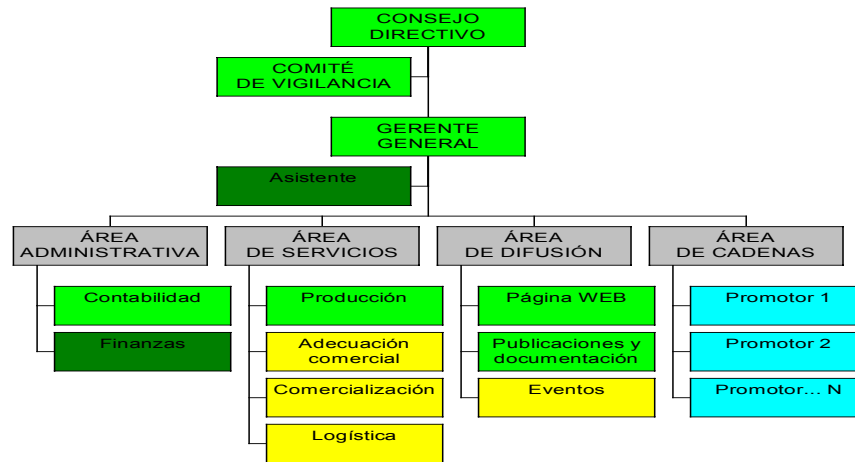 CONSEJO
DIRECTIVO
COMITÉ
DE VIGILANCIA
GERENTE
GENERAL
Asistente
ÁREA
ADMINISTRATIVA
ÁREA
DE SERVICIOS
ÁREA
DE DIFUSIÓN
ÁREA
DE CADENAS
Contabilidad
Finanzas
Producción
Adecuación
comercial
Comercialización
Logística
Página WEB
Publicaciones y
documentación
Eventos
Promotor 1
Promotor 2
Promotor... N